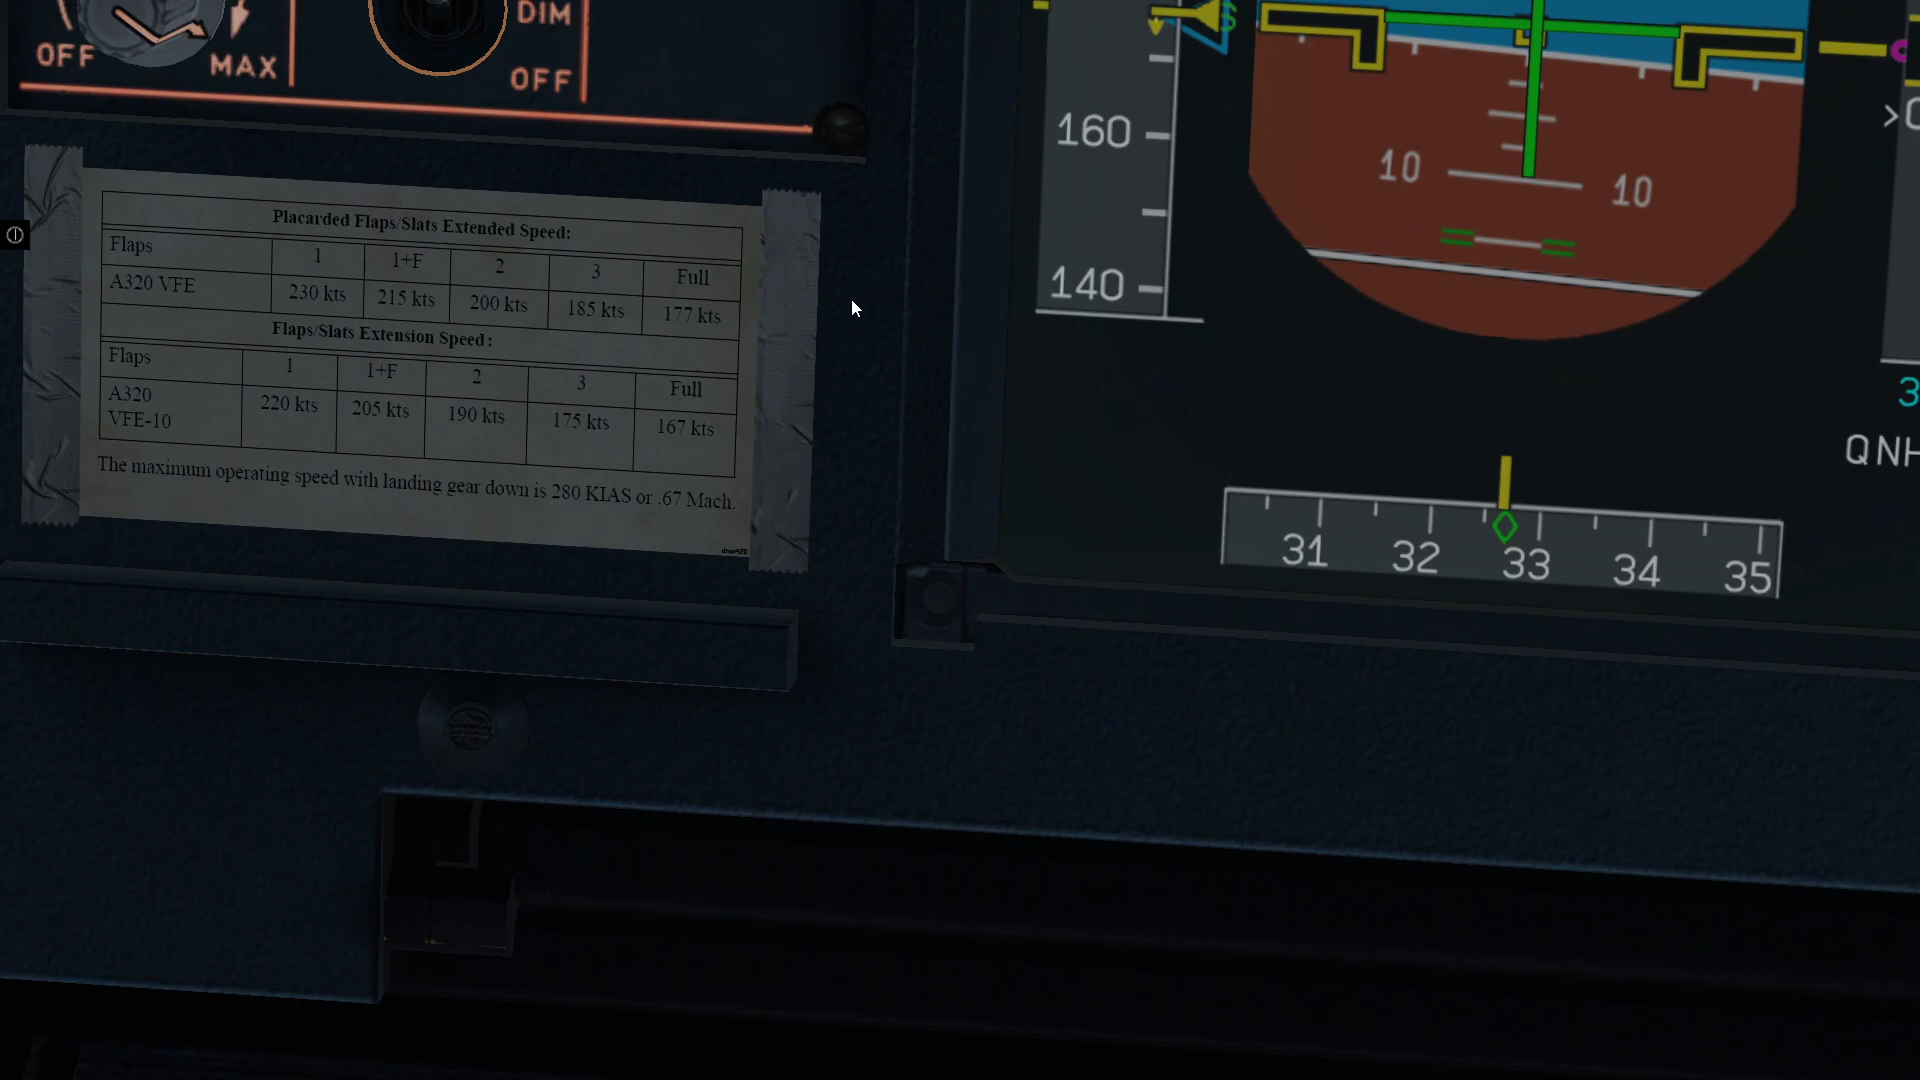 OFF
MAX
DIM
OFF
Placarded Flaps/Slats Extended Speed:
Flaps 1 1+F 2 3 Full
A320 VFE 230 kts 215 kts 200 kts 185 kts 177 kts
Flaps/Slats Extension Speed:
Flaps 1 1+F 2 3 Full
A320 VFE-10 220 kts 205 kts 190 kts 175 kts 167 kts
The maximum operating speed with landing gear down is 280 KIAS or .67 Mach.
S
160
140
10 10
3
QNH
31 32 33 34 35